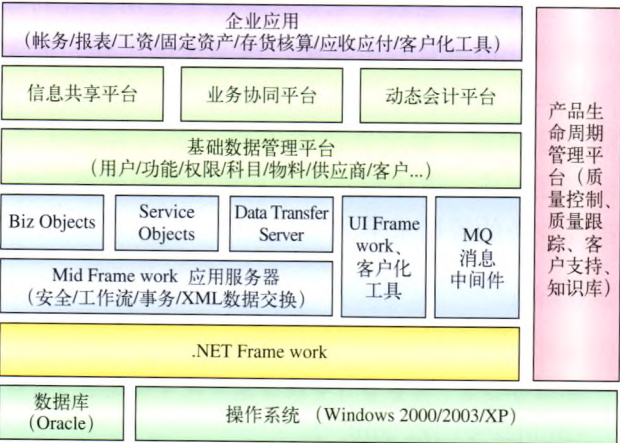 企业应用
（帐务/报表/工资/固定资产/存货核算/应收应付/客户化工具）
信息共享平台
业务协同平台
动态会计平台
基础数据管理平台
（用户/功能/权限/科目/物料/供应商/客户...）
Biz Objects
Service
Objects
Data Transfer
Server
UI Frame
work、
客户化
工具
MQ
消息
中间件
Mid Frame work 应用服务器
（安全/工作流/事务/XML数据交换）
.NET Frame work
数据库
（Oracle）
操作系统 （Windows 2000/2003/XP）
产品生
命周期
管理平
台（质
量控制、
质量跟
踪、客
户支持、
知识库）